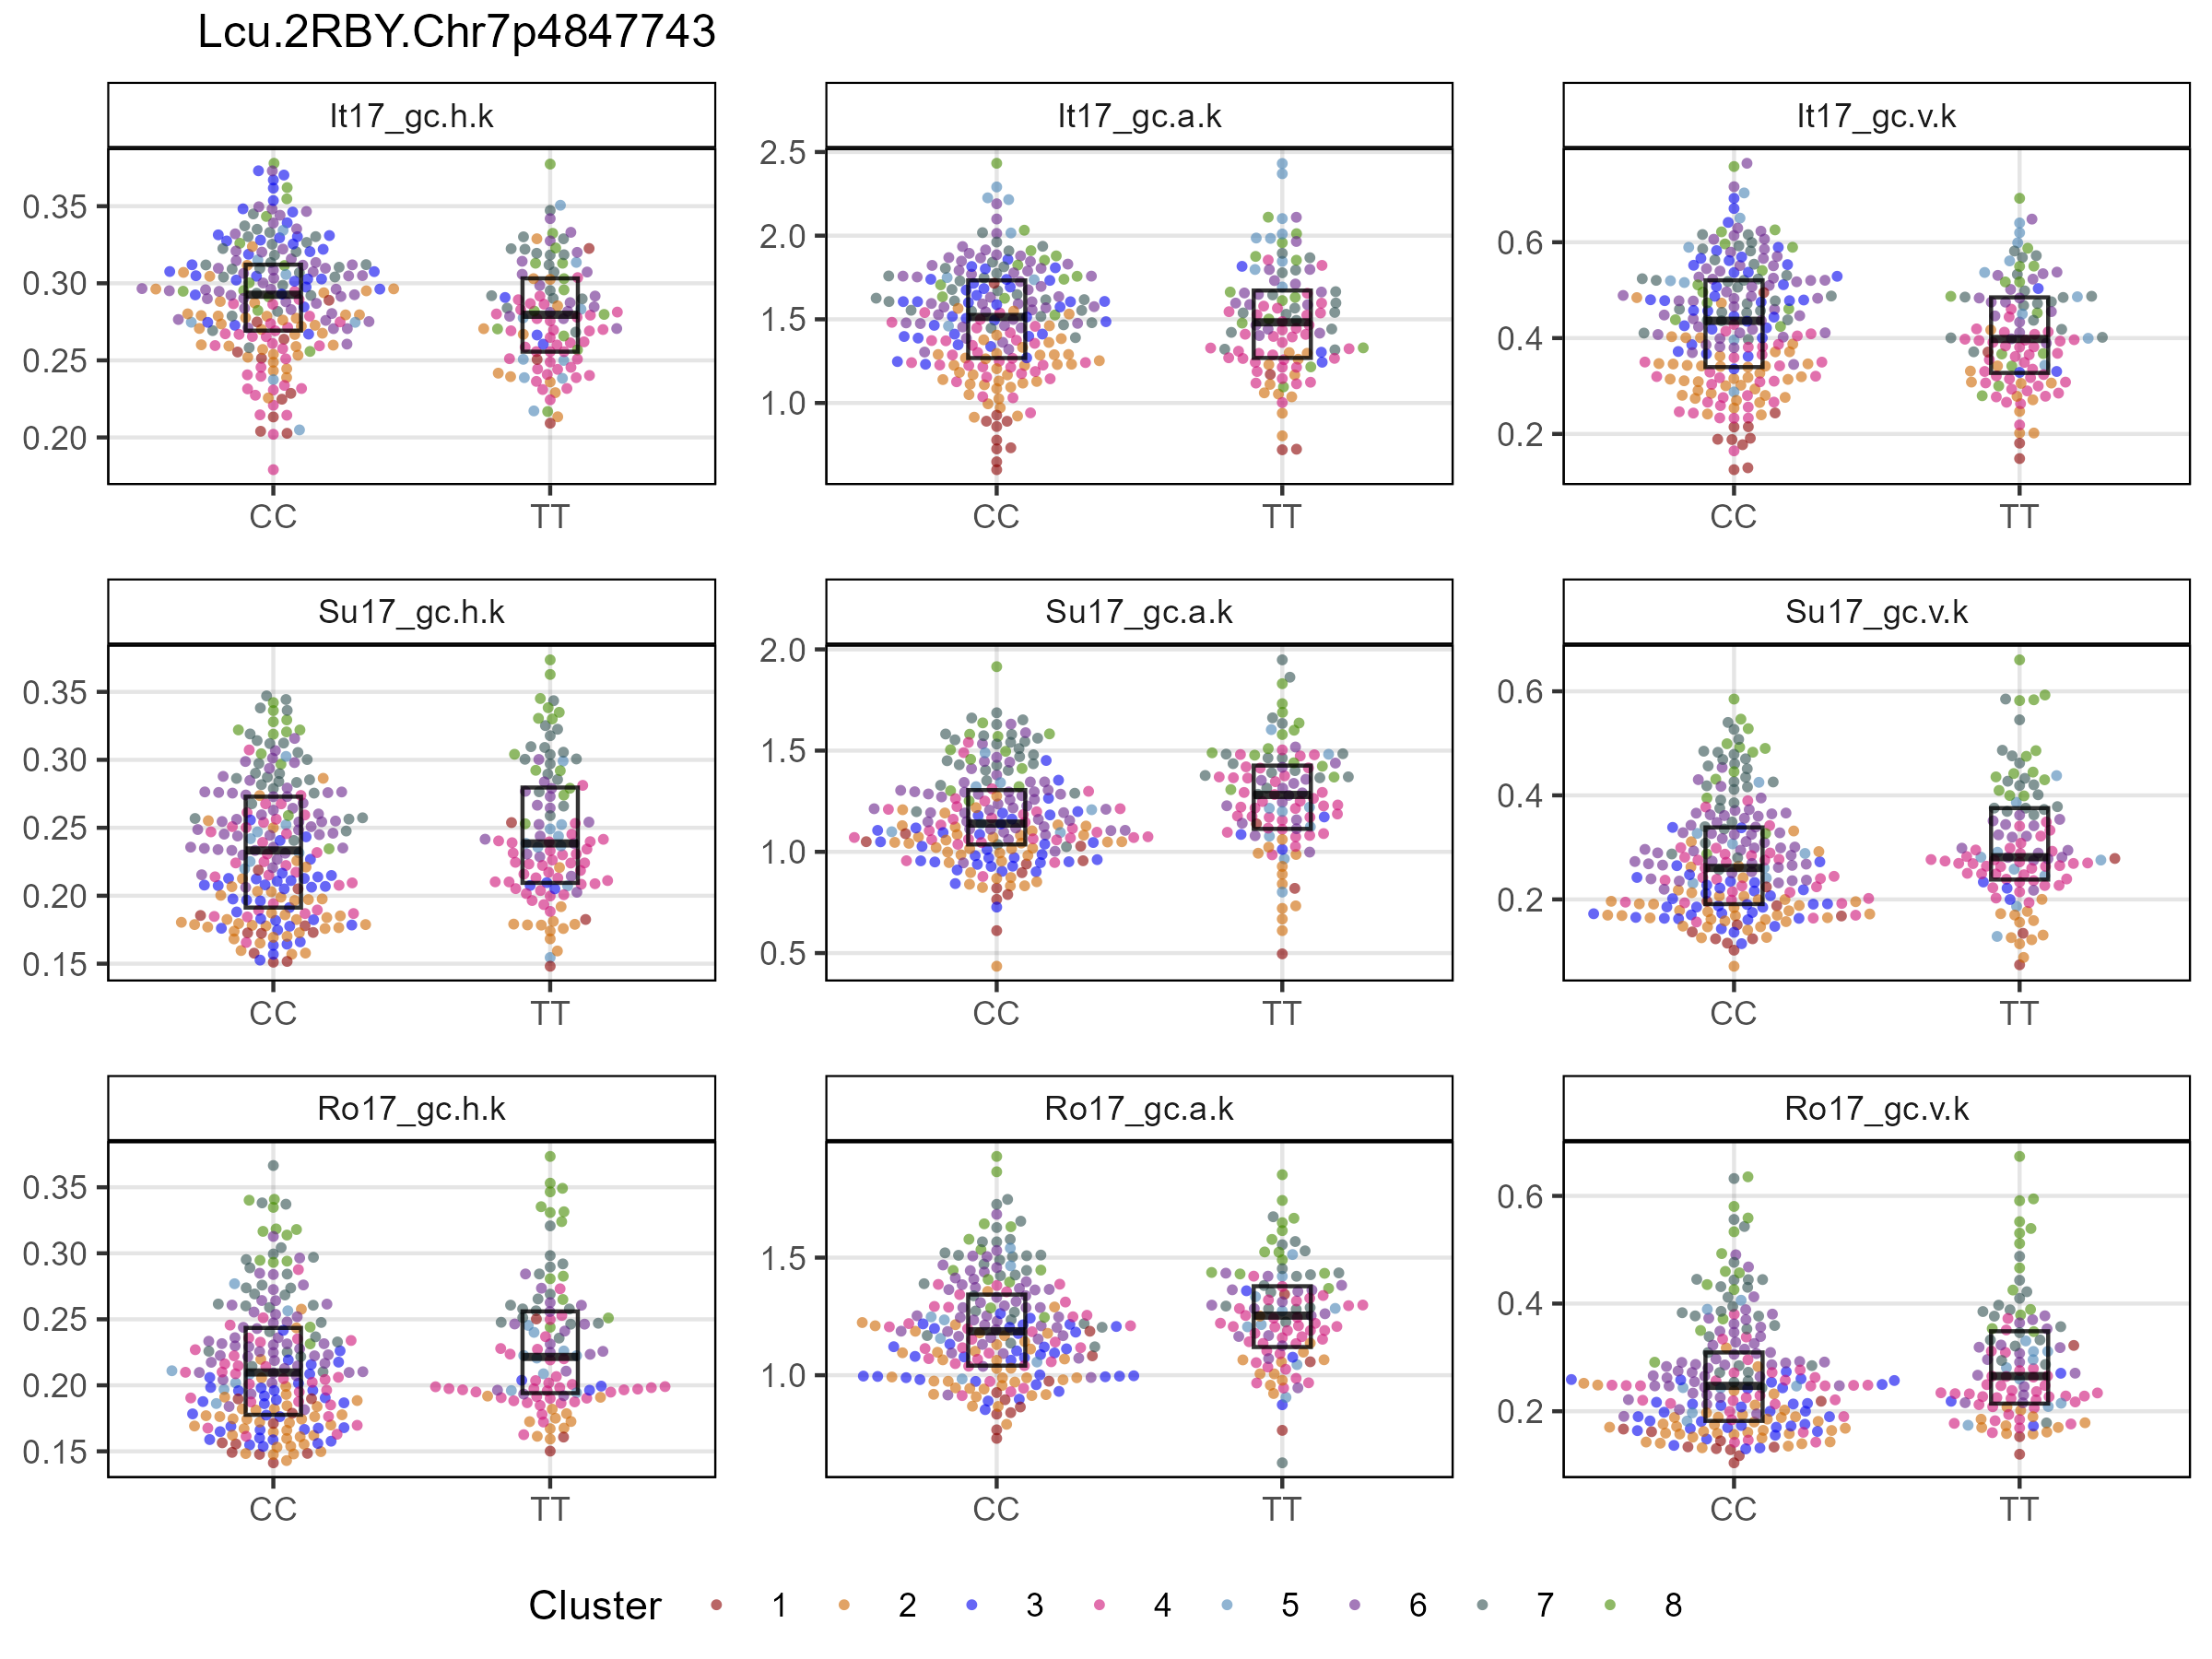 Lcu.2RBY.Chr7p4847743
It17_gc.h.k
It17_gc.a.k
It17_gc.v.k
0.35
0.30
0.25
0.20
CC
TT
2.5
2.0
1.5
1.0
CC
TT
0.6
0.4
0.2
CC
TT
Su17_gc.h.k
Su17_gc.a.k
Su17_gc.v.k
0.35
0.30
0.25
0.20
0.15
CC
TT
2.0
1.5
1.0
0.5
CC
TT
0.6
0.4
0.2
CC
TT
Ro17_gc.h.k
Ro17_gc.a.k
Ro17_gc.v.k
0.35
0.30
0.25
0.20
0.15
CC
TT
1.5
1.0
CC
TT
0.6
0.4
0.2
CC
TT
Cluster 1 2 3 4 5 6 7 8